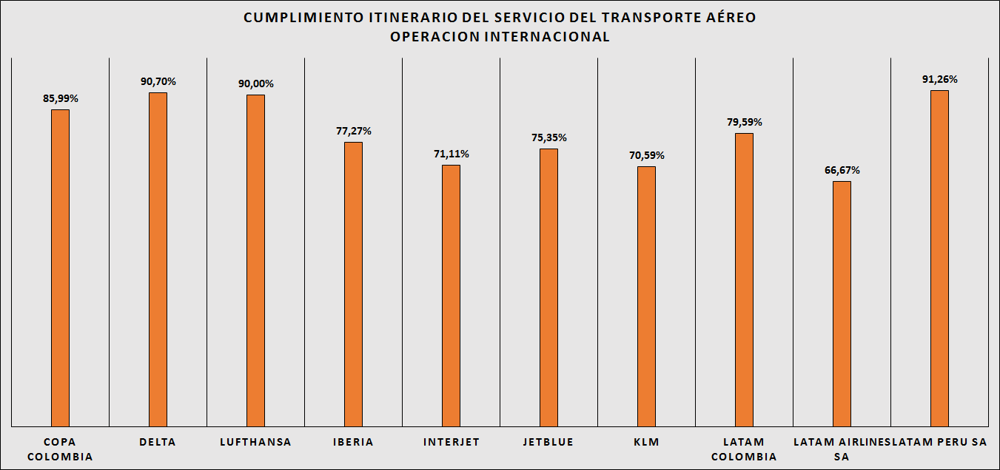 CUMPLIMIENTO ITINERARIO DEL SERVICIO DEL TRANSPORTE AÉREO
OPERACION INTERNACIONAL
85,99%
90,70%
90,00%
77,27%
71,11%
75,35%
70,59%
79,59%
66,67%
91,26%
COPA
COLOMBIA
DELTA
LUFTHANSA
IBERIA
INTERJET
JETBLUE
KLM
LATAM
COLOMBIA
LATAM AIRLINES
SA
LATAM PERU SA